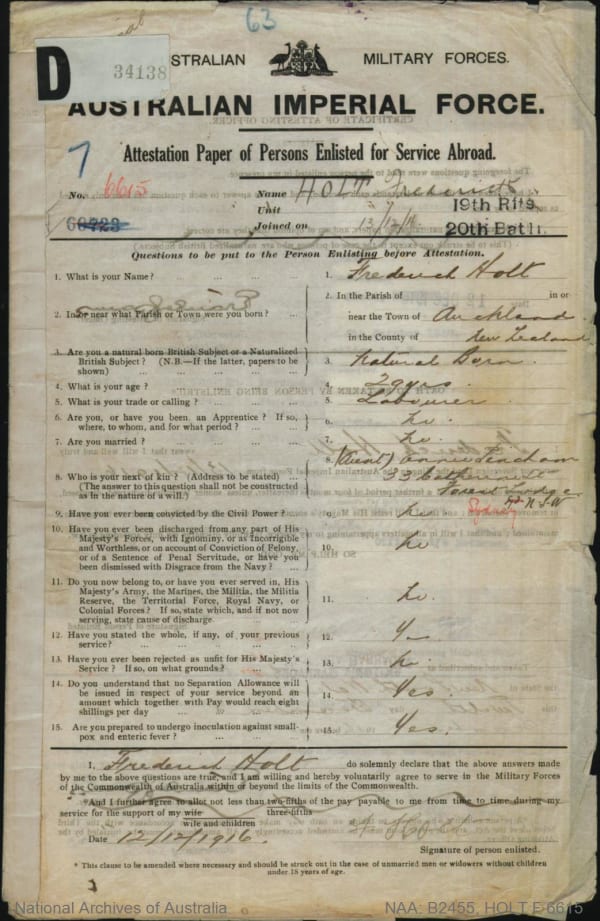 63
D
34138
STRALIAN MILITARY FORCES.
AUSTRALIAN IMPERIAL FORCE.
7
Attestation Paper of Persons Enlisted for Service Abroad.
No. 6615 Name HOLT Frederick
Unit 19th Rfts.
Joined on 12/12/16 20th Batln.
Questions to be put to the Person Enlisting before Attestation.
1. What is your Name? ... ... ... 1. Frederick Holt
2. In or near what Parish or Town were you born? ... 2. In the Parish of in or
near the Town of Auckland
in the County of New Zealand
3. Are you a natural born British Subject or a Naturalized
British Subject? (N.B.—If the latter, papers to be
shown) ... ... ... 3. Natural Born
4. What is your age? ... ... ... 4. 29 yrs.
5. What is your trade or calling? ... ... 5. Labourer
6. Are you, or have you been, an Apprentice? If so,
where, to whom, and for what period? ... 6. no.
7. Are you married? ... ... ... 7. no.
8. Who is your next of kin? (Address to be stated) ...
(The answer to this question shall not be construed
as in the nature of a will.) 8. (Aunt) Annie
33
Forest Lodge
Sydney N.S.W
9. Have you ever been convicted by the Civil Power? ... 9. no.
10. Have you ever been discharged from any part of His
Majesty's Forces, with Ignominy, or as Incorrigible
and Worthless, or on account of Conviction of Felony,
or of a Sentence of Penal Servitude, or have you
been dismissed with Disgrace from the Navy? ... 10. no
11. Do you now belong to, or have you ever served in, His
Majesty's Army, the Marines, the Militia, the Militia
Reserve, the Territorial Force, Royal Navy, or
Colonial Forces? If so, state which, and if not now
serving, state cause of discharge 11. no.
12. Have you stated the whole, if any, of your previous
service? ... ... ... 12. Yes
13. Have you ever been rejected as unfit for His Majesty's
Service? If so, on what grounds? ... 13. no.
14. Do you understand that no Separation Allowance will
be issued in respect of your service beyond an
amount which together with Pay would reach eight
shillings per day ... ... 14. Yes.
15. Are you prepared to undergo inoculation against small-
pox and enteric fever? ... ... 15. Yes.
I, Frederick Holt do solemnly declare that the above answers made
by me to the above questions are true, and I am willing and hereby voluntarily agree to serve in the Military Forces
of the Commonwealth of Australia within or beyond the limits of the Commonwealth.
*And I further agree to allot not less than two-fifths of the pay payable to me from time to time during my
three-fifths
service for the support of my wife
wife and children
Date 12/12/1916. F Holt
Signature of person enlisted.
* This clause to be amended where necessary and should be struck out in the case of unmarried men or widowers without children
under 18 years of age.
National Archives of Australia NAA: B2455, HOLT F 6615